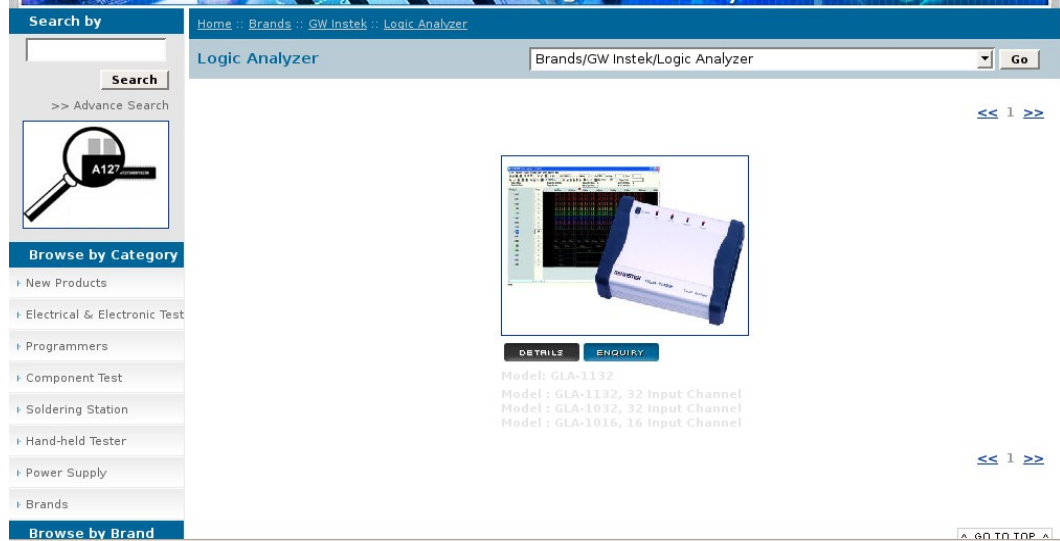 Search by
Home :: Brands :: GW Instek :: Logic Analyzer
Logic Analyzer
Brands/GW Instek/Logic Analyzer
Go
Search
>> Advance Search
A127
<< 1 >>
Browse by Category
New Products
Electrical & Electronic Test
Programmers
Component Test
Soldering Station
Hand-held Tester
Power Supply
Brands
Browse by Brand
DETAILS
ENQUIRY
Model: GLA-1132
Model : GLA-1132, 32 Input Channel
Model : GLA-1032, 32 Input Channel
Model : GLA-1016, 16 Input Channel
<< 1 >>
^ GO TO TOP ^